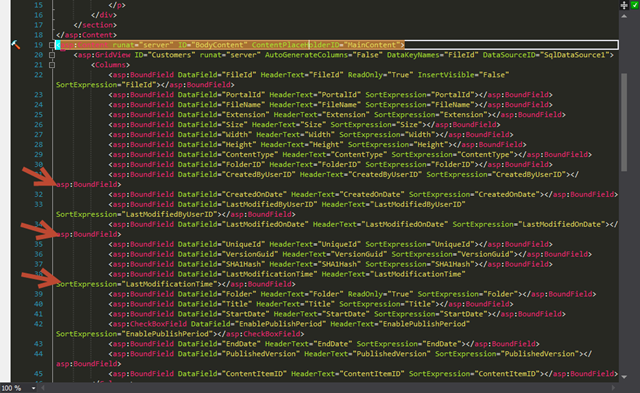 15 </p>
16 </div>
17 </section>
18 </asp:Content>
19 runat="server" ID="BodyContent" ContentPlaceHolderID="MainContent">
20 <asp:GridView ID="Customers" runat="server" AutoGenerateColumns="False" DataKeyNames="FileId" DataSourceID="SqlDataSource1">
21 <Columns>
22 <asp:BoundField DataField="FileId" HeaderText="FileId" ReadOnly="True" InsertVisible="False"
SortExpression="FileId"></asp:BoundField>
23 <asp:BoundField DataField="PortalId" HeaderText="PortalId" SortExpression="PortalId"></asp:BoundField>
24 <asp:BoundField DataField="FileName" HeaderText="FileName" SortExpression="FileName"></asp:BoundField>
25 <asp:BoundField DataField="Extension" HeaderText="Extension" SortExpression="Extension"></asp:BoundField>
26 <asp:BoundField DataField="Size" HeaderText="Size" SortExpression="Size"></asp:BoundField>
27 <asp:BoundField DataField="Width" HeaderText="Width" SortExpression="Width"></asp:BoundField>
28 <asp:BoundField DataField="Height" HeaderText="Height" SortExpression="Height"></asp:BoundField>
29 <asp:BoundField DataField="ContentType" HeaderText="ContentType" SortExpression="ContentType"></asp:BoundField>
30 <asp:BoundField DataField="FolderID" HeaderText="FolderID" SortExpression="FolderID"></asp:BoundField>
31 <asp:BoundField DataField="CreatedByUserID" HeaderText="CreatedByUserID" SortExpression="CreatedByUserID"></
asp:BoundField>
32 <asp:BoundField DataField="CreatedOnDate" HeaderText="CreatedOnDate" SortExpression="CreatedOnDate"></asp:BoundField>
33 <asp:BoundField DataField="LastModifiedByUserID" HeaderText="LastModifiedByUserID"
SortExpression="LastModifiedByUserID"></asp:BoundField>
34 <asp:BoundField DataField="LastModifiedOnDate" HeaderText="LastModifiedOnDate" SortExpression="LastModifiedOnDate"></
asp:BoundField>
35 <asp:BoundField DataField="UniqueId" HeaderText="UniqueId" SortExpression="UniqueId"></asp:BoundField>
36 <asp:BoundField DataField="VersionGuid" HeaderText="VersionGuid" SortExpression="VersionGuid"></asp:BoundField>
37 <asp:BoundField DataField="SHA1Hash" HeaderText="SHA1Hash" SortExpression="SHA1Hash"></asp:BoundField>
38 <asp:BoundField DataField="LastModificationTime" HeaderText="LastModificationTime"
SortExpression="LastModificationTime"></asp:BoundField>
39 <asp:BoundField DataField="Folder" HeaderText="Folder" ReadOnly="True" SortExpression="Folder"></asp:BoundField>
40 <asp:BoundField DataField="Title" HeaderText="Title" SortExpression="Title"></asp:BoundField>
41 <asp:BoundField DataField="StartDate" HeaderText="StartDate" SortExpression="StartDate"></asp:BoundField>
42 <asp:CheckBoxField DataField="EnablePublishPeriod" HeaderText="EnablePublishPeriod"
SortExpression="EnablePublishPeriod"></asp:CheckBoxField>
43 <asp:BoundField DataField="EndDate" HeaderText="EndDate" SortExpression="EndDate"></asp:BoundField>
44 <asp:BoundField DataField="PublishedVersion" HeaderText="PublishedVersion" SortExpression="PublishedVersion"></
asp:BoundField>
45 <asp:BoundField DataField="ContentItemID" HeaderText="ContentItemID" SortExpression="ContentItemID"></asp:BoundField>
100 %